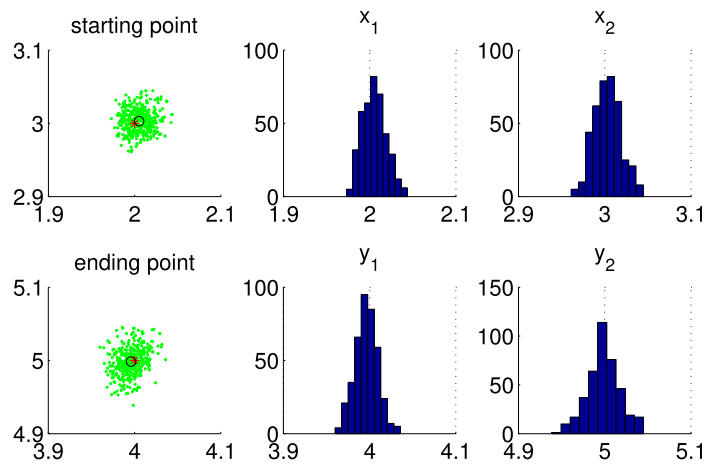 starting point x₁ x₂
3.1 100 100
3 50 50
2.9 0 0
1.9 2 2.1 1.9 2 2.1 2.9 3 3.1
ending point y₁ y₂
5.1 100 150
100
5 50
50
4.9 0 0
3.9 4 4.1 3.9 4 4.1 4.9 5 5.1